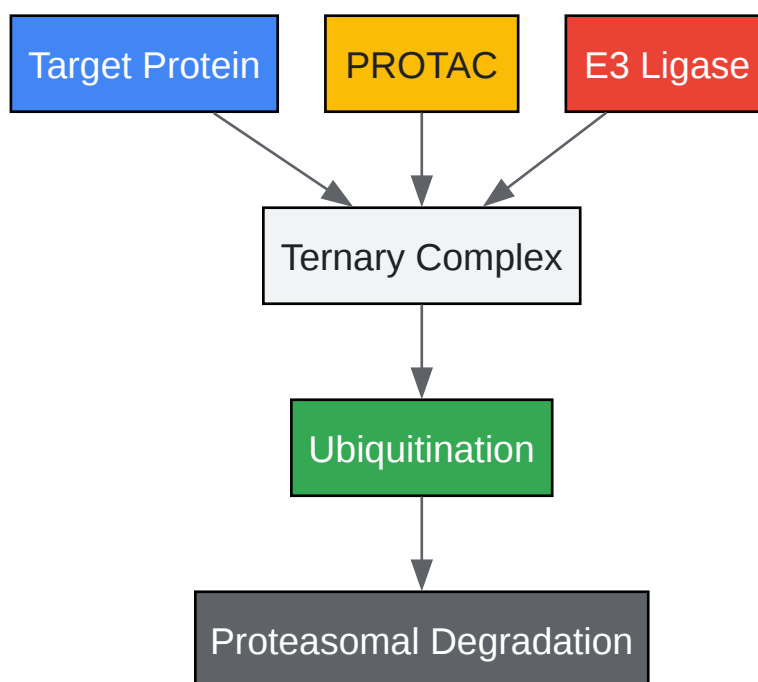 Target Protein
PROTAC
E3 Ligase
Ternary Complex
Ubiquitination
Proteasomal Degradation